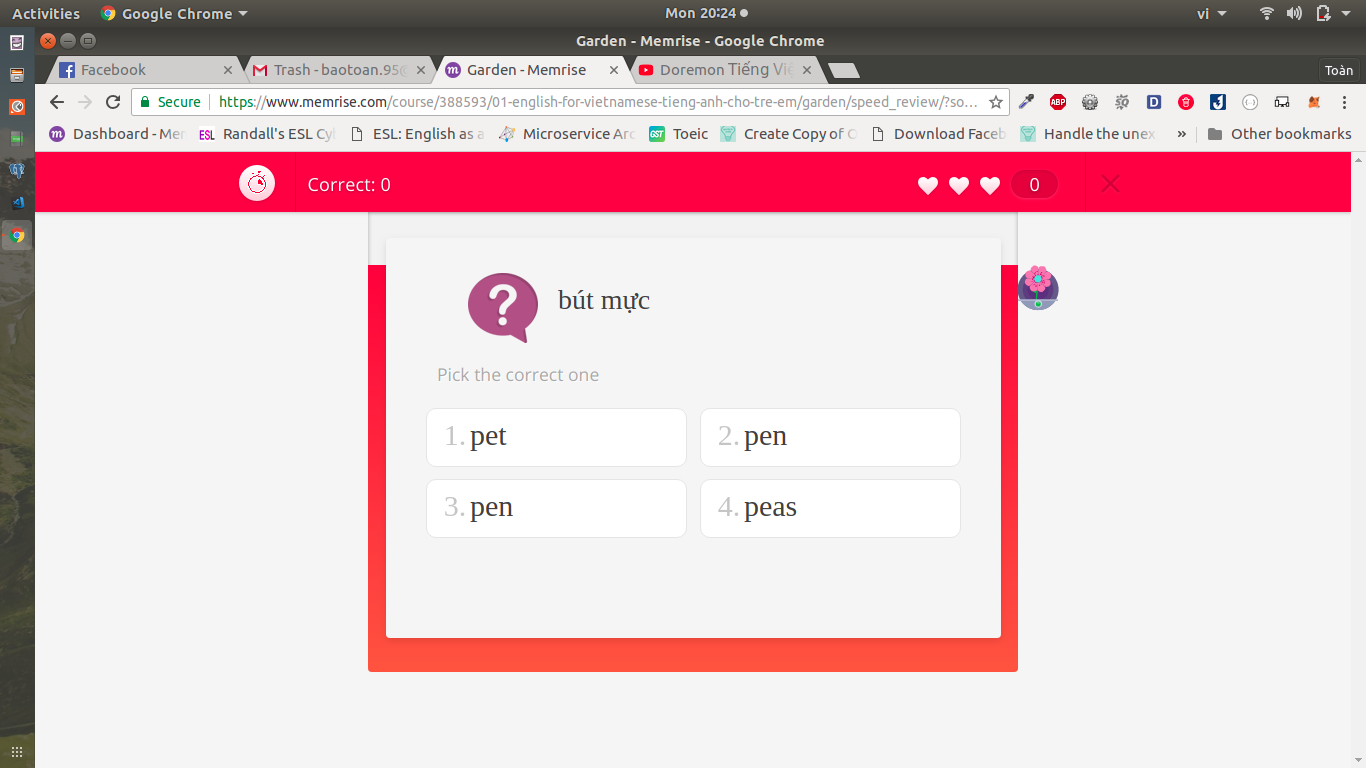 Activities Google Chrome Mon 20:24 vi
Garden - Memrise - Google Chrome
Facebook Trash - baotoan.95@ Garden - Memrise Doremon Tiếng Việ Toàn
Secure https://www.memrise.com/course/388593/01-english-for-vietnamese-tieng-anh-cho-tre-em/garden/speed_review/?so… ABP
Dashboard - Mem ESL Randall's ESL Cy ESL: English as a Microservice Arc GST Toeic Create Copy of O Download Faceb Handle the unex » Other bookmarks
Correct: 0 0
? bút mực
Pick the correct one
1. pet 2. pen
3. pen 4. peas